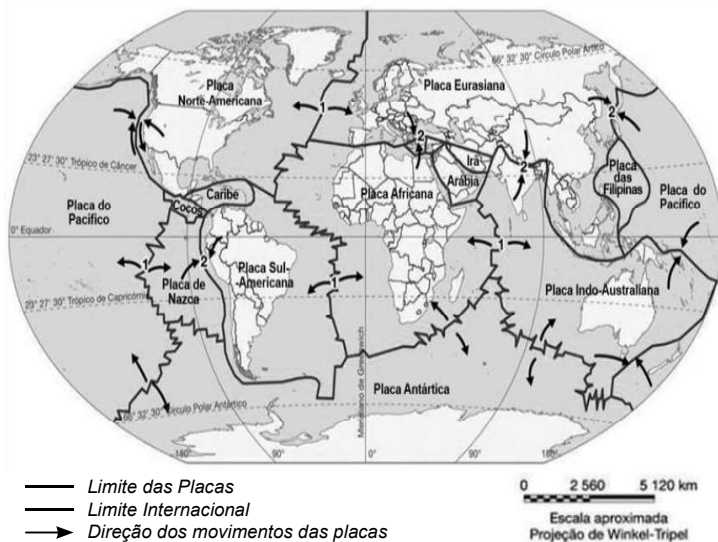 66° 32' 30" Círculo Polar Ártico
Placa
Norte-Americana
Placa Eurasiana
1
2
2
2
23° 27' 30" Trópico de Câncer
Irã
Arábia
Placa
das
Filipinas
Caribe
Cocos
Placa Africana
Placa do
Pacífico
Placa do
Pacífico
0° Equador
1
2
1
1
Placa de
Nazca
Placa Sul-
Americana
Placa Indo-Australiana
23° 27' 30" Trópico de Capricórnio
Meridiano de Greenwich
Placa Antártica
66° 32' 30" Círculo Polar Antártico
-180°
-90°
0°
90°
180°
Limite das Placas
Limite Internacional
Direção dos movimentos das placas
0 2 560 5 120 km
Escala aproximada
Projeção de Winkel-Tripel